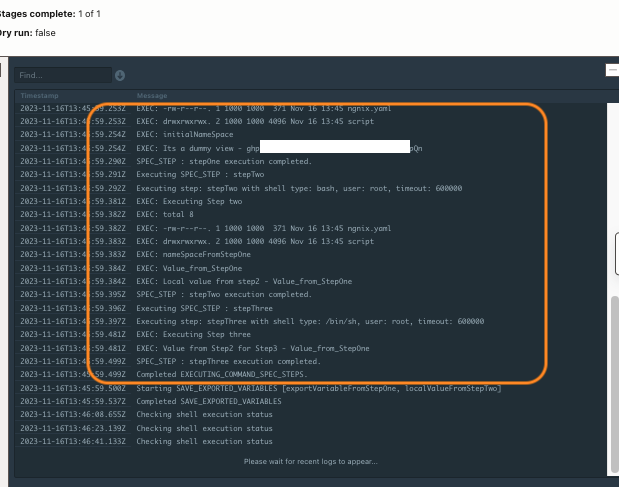 Stages complete: 1 of 1
Dry run: false
Find...
Timestamp Message
2023-11-16T13:45:59.253Z EXEC: -rw-r--r--. 1 1000 1000 371 Nov 16 13:45 ngnix.yaml
2023-11-16T13:45:59.253Z EXEC: drwxrwxrwx. 2 1000 1000 4096 Nov 16 13:45 script
2023-11-16T13:45:59.254Z EXEC: initialNameSpace
2023-11-16T13:45:59.254Z EXEC: Its a dummy view - ghp pQn
2023-11-16T13:45:59.290Z SPEC_STEP : stepOne execution completed.
2023-11-16T13:45:59.291Z Executing SPEC_STEP : stepTwo
2023-11-16T13:45:59.292Z Executing step: stepTwo with shell type: bash, user: root, timeout: 600000
2023-11-16T13:45:59.381Z EXEC: Executing Step two
2023-11-16T13:45:59.382Z EXEC: total 8
2023-11-16T13:45:59.382Z EXEC: -rw-r--r--. 1 1000 1000 371 Nov 16 13:45 ngnix.yaml
2023-11-16T13:45:59.383Z EXEC: drwxrwxrwx. 2 1000 1000 4096 Nov 16 13:45 script
2023-11-16T13:45:59.383Z EXEC: nameSpaceFromStepOne
2023-11-16T13:45:59.384Z EXEC: Value_from_StepOne
2023-11-16T13:45:59.384Z EXEC: Local value from step2 - Value_from_StepOne
2023-11-16T13:45:59.395Z SPEC_STEP : stepTwo execution completed.
2023-11-16T13:45:59.396Z Executing SPEC_STEP : stepThree
2023-11-16T13:45:59.397Z Executing step: stepThree with shell type: /bin/sh, user: root, timeout: 600000
2023-11-16T13:45:59.481Z EXEC: Executing Step three
2023-11-16T13:45:59.481Z EXEC: Value from Step2 for Step3 - Value_from_StepOne
2023-11-16T13:45:59.499Z SPEC_STEP : stepThree execution completed.
2023-11-16T13:45:59.499Z Completed EXECUTING_COMMAND_SPEC_STEPS.
2023-11-16T13:45:59.500Z Starting SAVE_EXPORTED_VARIABLES [exportVariableFromStepOne, localValueFromStepTwo]
2023-11-16T13:45:59.537Z Completed SAVE_EXPORTED_VARIABLES
2023-11-16T13:46:08.655Z Checking shell execution status
2023-11-16T13:46:23.139Z Checking shell execution status
2023-11-16T13:46:41.133Z Checking shell execution status
Please wait for recent logs to appear...